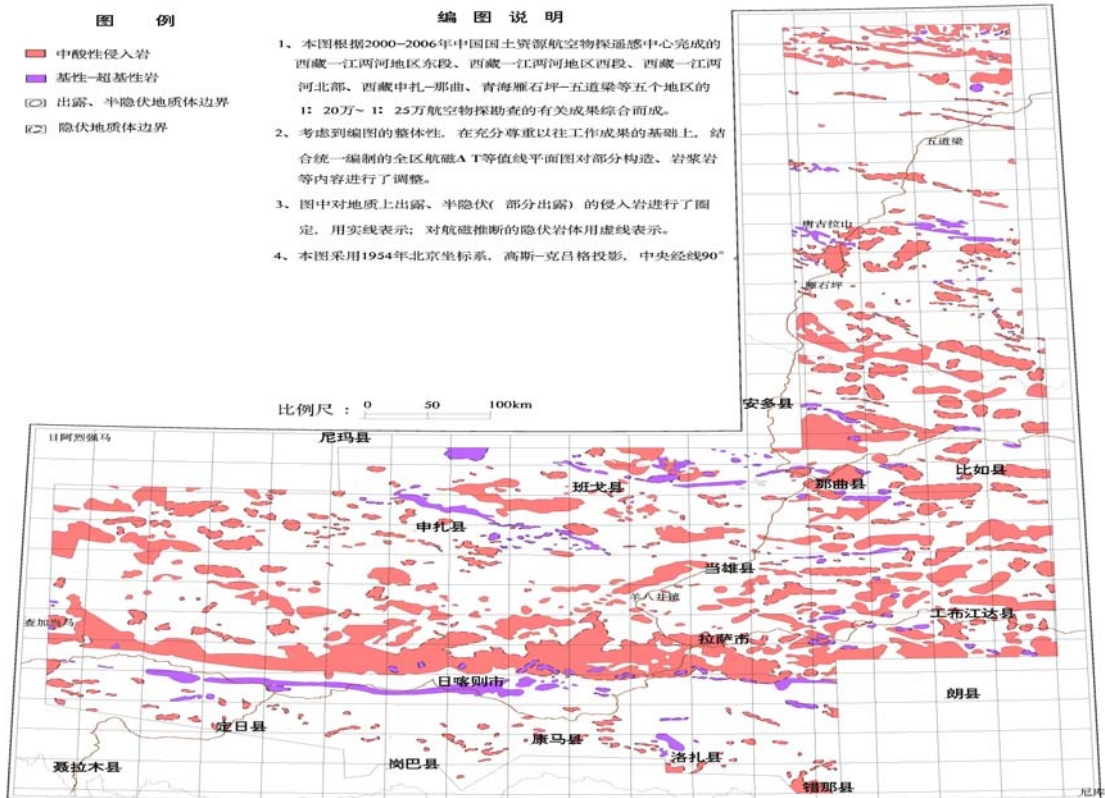 图 例
中酸性侵入岩
基性-超基性岩
出露、半隐伏地质体边界
隐伏地质体边界
编 图 说 明
1、本图根据2000-2006年中国国土资源航空物探遥感中心完成的
西藏一江两河地区东段、西藏一江两河地区西段、西藏一江两
河北部、西藏申扎-那曲、青海雁石坪-五道梁等五个地区的
1:20万~1:25万航空物探勘查的有关成果综合而成。
2、考虑到编图的整体性,在充分尊重以往工作成果的基础上,结
合统一编制的全区航磁ΔT等值线平面图对部分构造、岩浆岩
等内容进行了调整。
3、图中对地质上出露、半隐伏(部分出露)的侵入岩进行了圈
定,用实线表示;对航磁推断的隐伏岩体用虚线表示。
4、本图采用1954年北京坐标系,高斯-克吕格投影,中央经线90°。
五道梁
唐古拉山
雁石坪
比例尺: 0 50 100km
安多县
日阿烈强马
尼玛县
比如县
那曲县
班戈县
申扎县
当雄县
羊八井镇
工布江达县
查加当马
拉萨市
日喀则市
朗县
定日县
康马县
洛扎县
岗巴县
聂拉木县
错那县
尼库